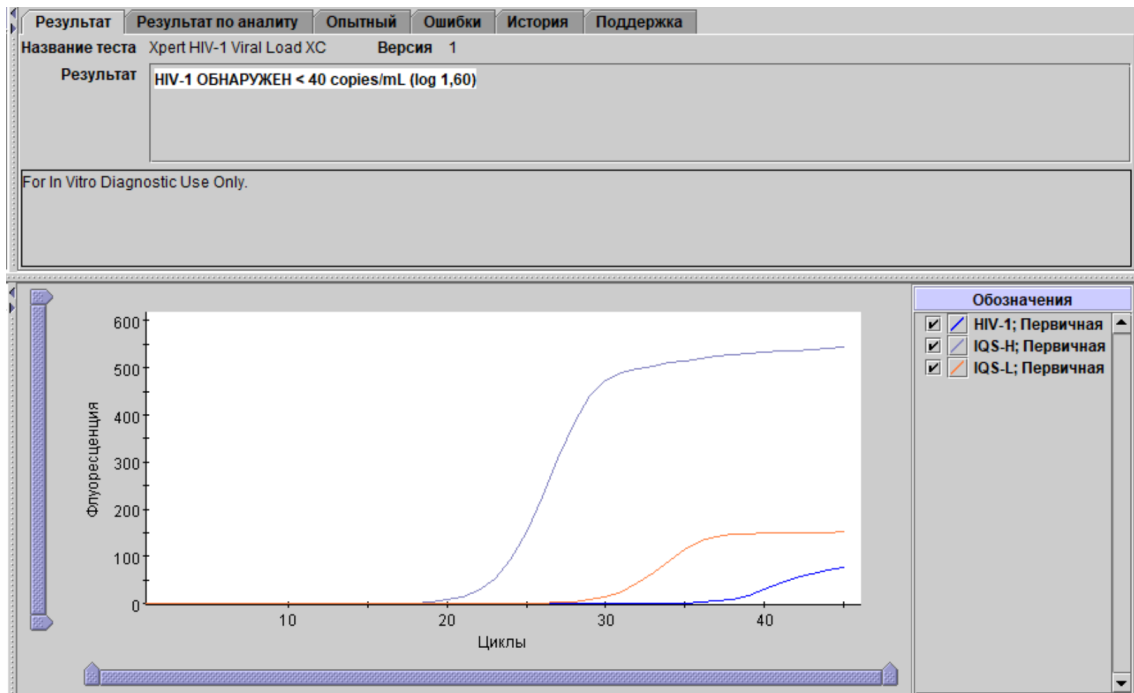 Результат Результат по аналиту Опытный Ошибки История Поддержка
Название теста Xpert HIV-1 Viral Load XC Версия 1
Результат HIV-1 ОБНАРУЖЕН < 40 copies/mL (log 1,60)
For In Vitro Diagnostic Use Only.
Обозначения
HIV-1; Первичная
IQS-H; Первичная
IQS-L; Первичная
Флуоресценция
600
500
400
300
200
100
0
10 20 30 40
Циклы